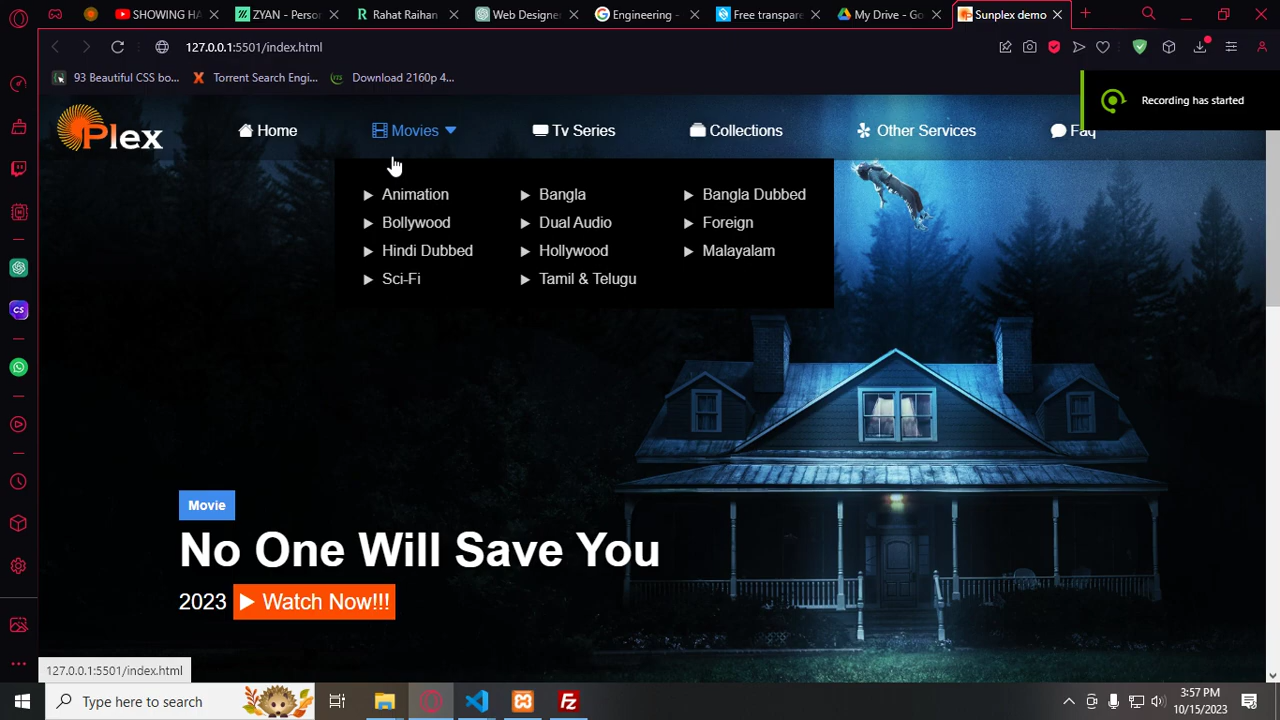 SHOWING HA
ZYAN - Perso
Rahat Raihan
Web Designe
Engineering -
Free transpare
My Drive - Go
Sunplex demo
127.0.0.1:5501/index.html
93 Beautiful CSS bo...
Torrent Search Engi...
Download 2160p 4...
Recording has started
Plex
Home
Movies
Tv Series
Collections
Other Services
Faq
Animation
Bangla
Bangla Dubbed
Bollywood
Dual Audio
Foreign
Hindi Dubbed
Hollywood
Malayalam
Sci-Fi
Tamil & Telugu
CS
Movie
No One Will Save You
2023 Watch Now!!!
127.0.0.1:5501/index.html
Type here to search
3:57 PM
10/15/2023